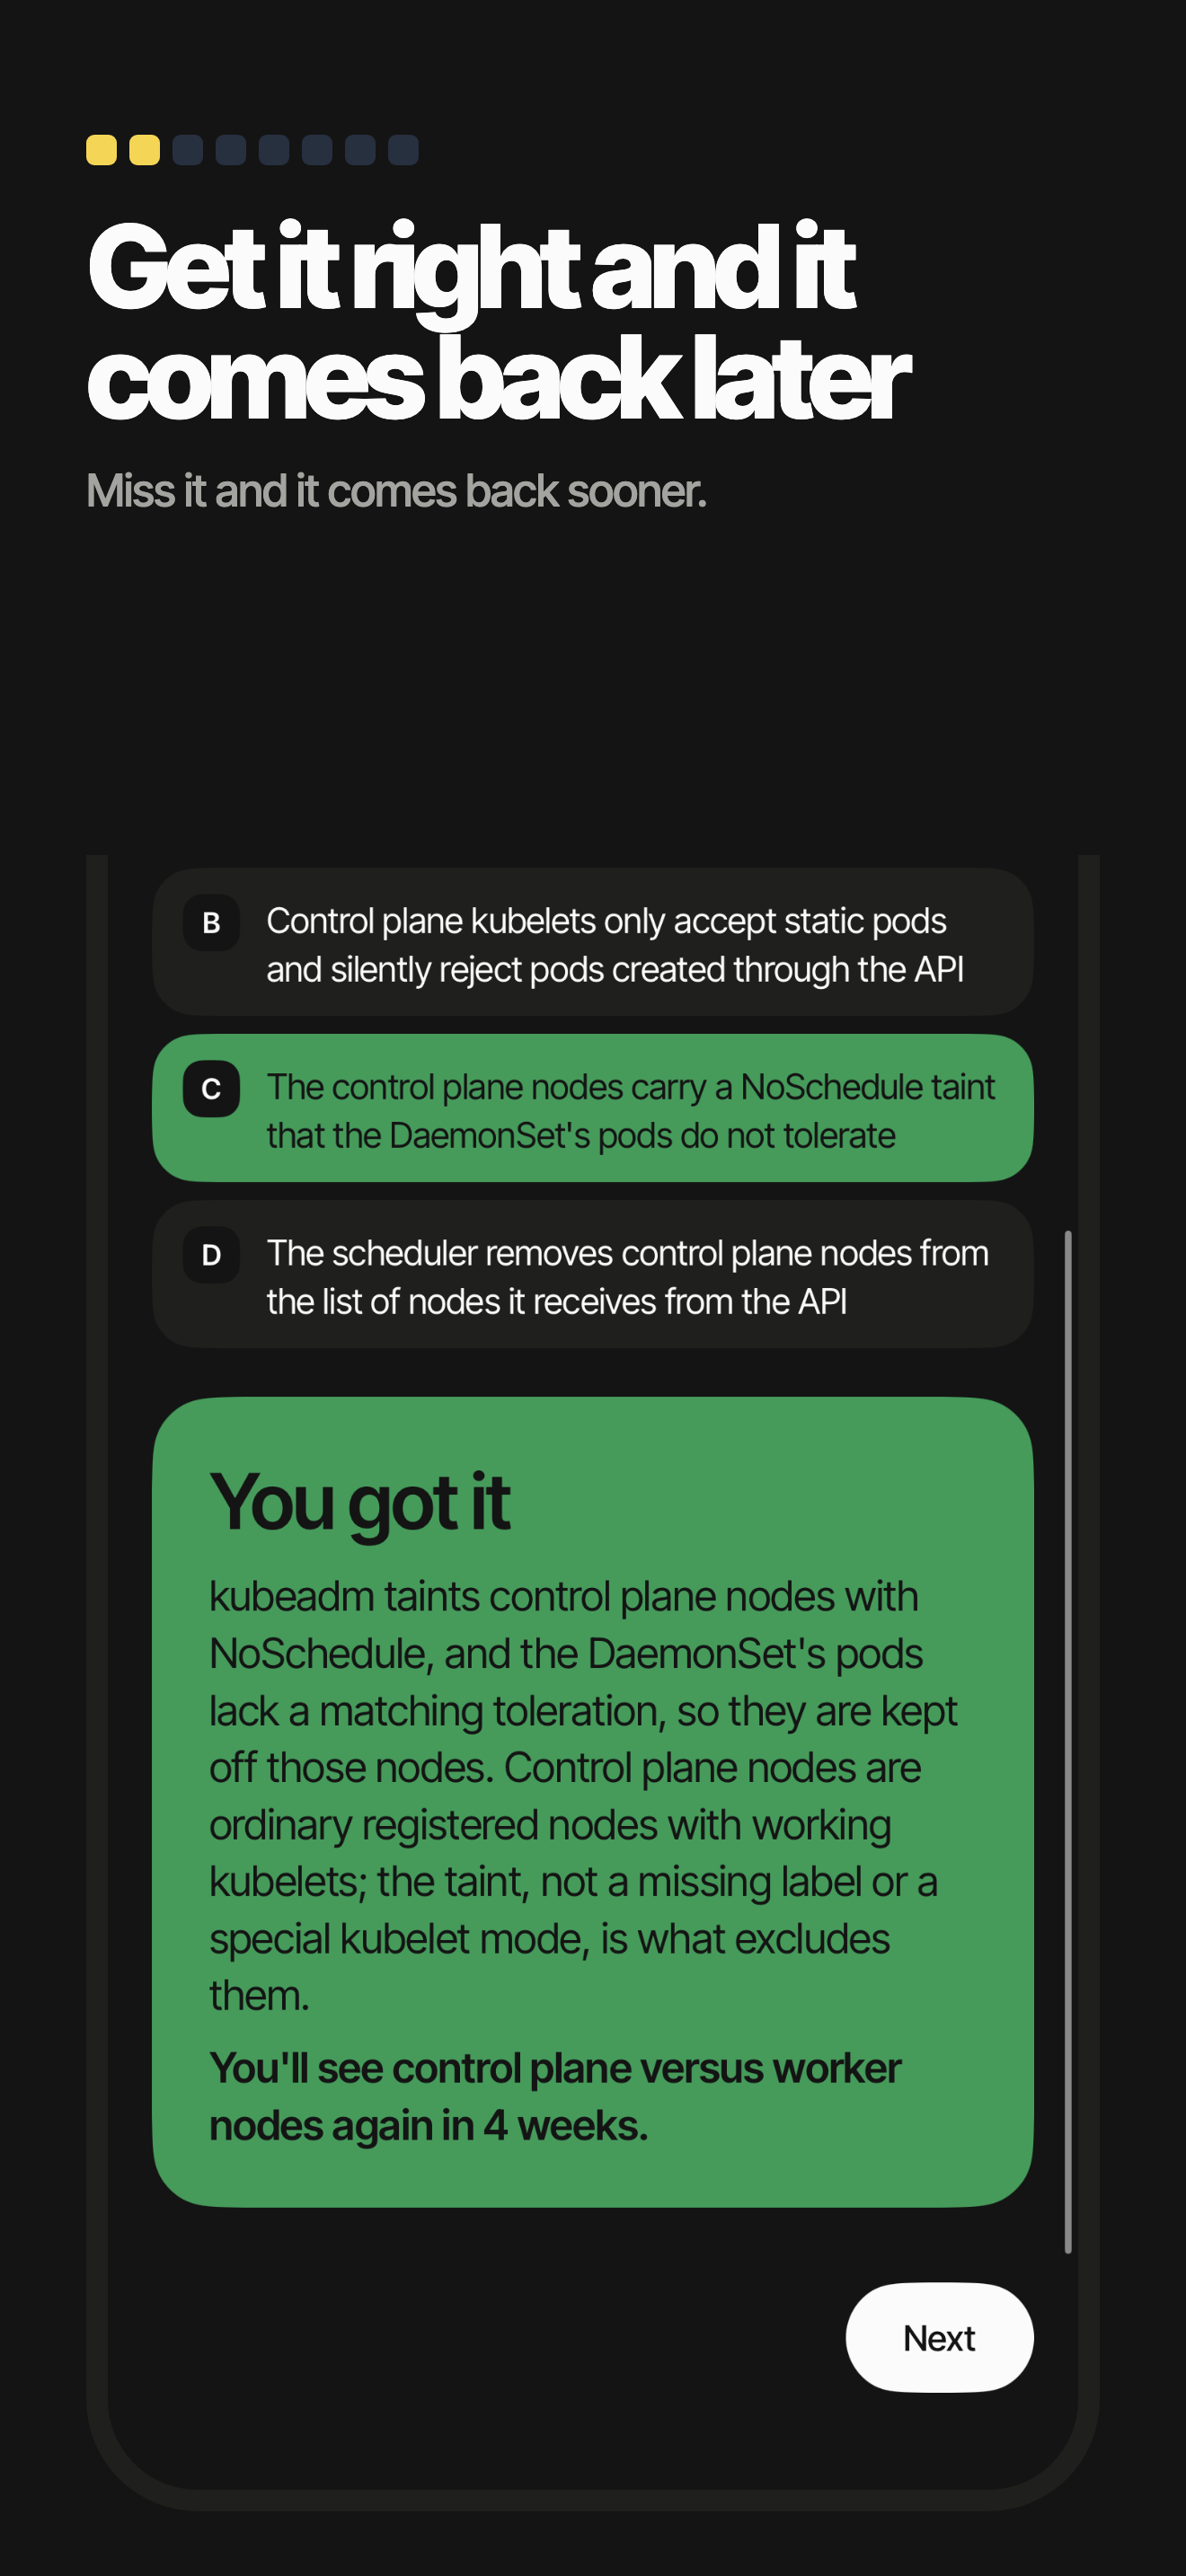 Get it right and it
comes back later
Miss it and it comes back sooner.
B
Control plane kubelets only accept static pods
and silently reject pods created through the API
C
The control plane nodes carry a NoSchedule taint
that the DaemonSet's pods do not tolerate
D
The scheduler removes control plane nodes from
the list of nodes it receives from the API
You got it
kubeadm taints control plane nodes with
NoSchedule, and the DaemonSet's pods
lack a matching toleration, so they are kept
off those nodes. Control plane nodes are
ordinary registered nodes with working
kubelets; the taint, not a missing label or a
special kubelet mode, is what excludes
them.
You'll see control plane versus worker
nodes again in 4 weeks.
Next